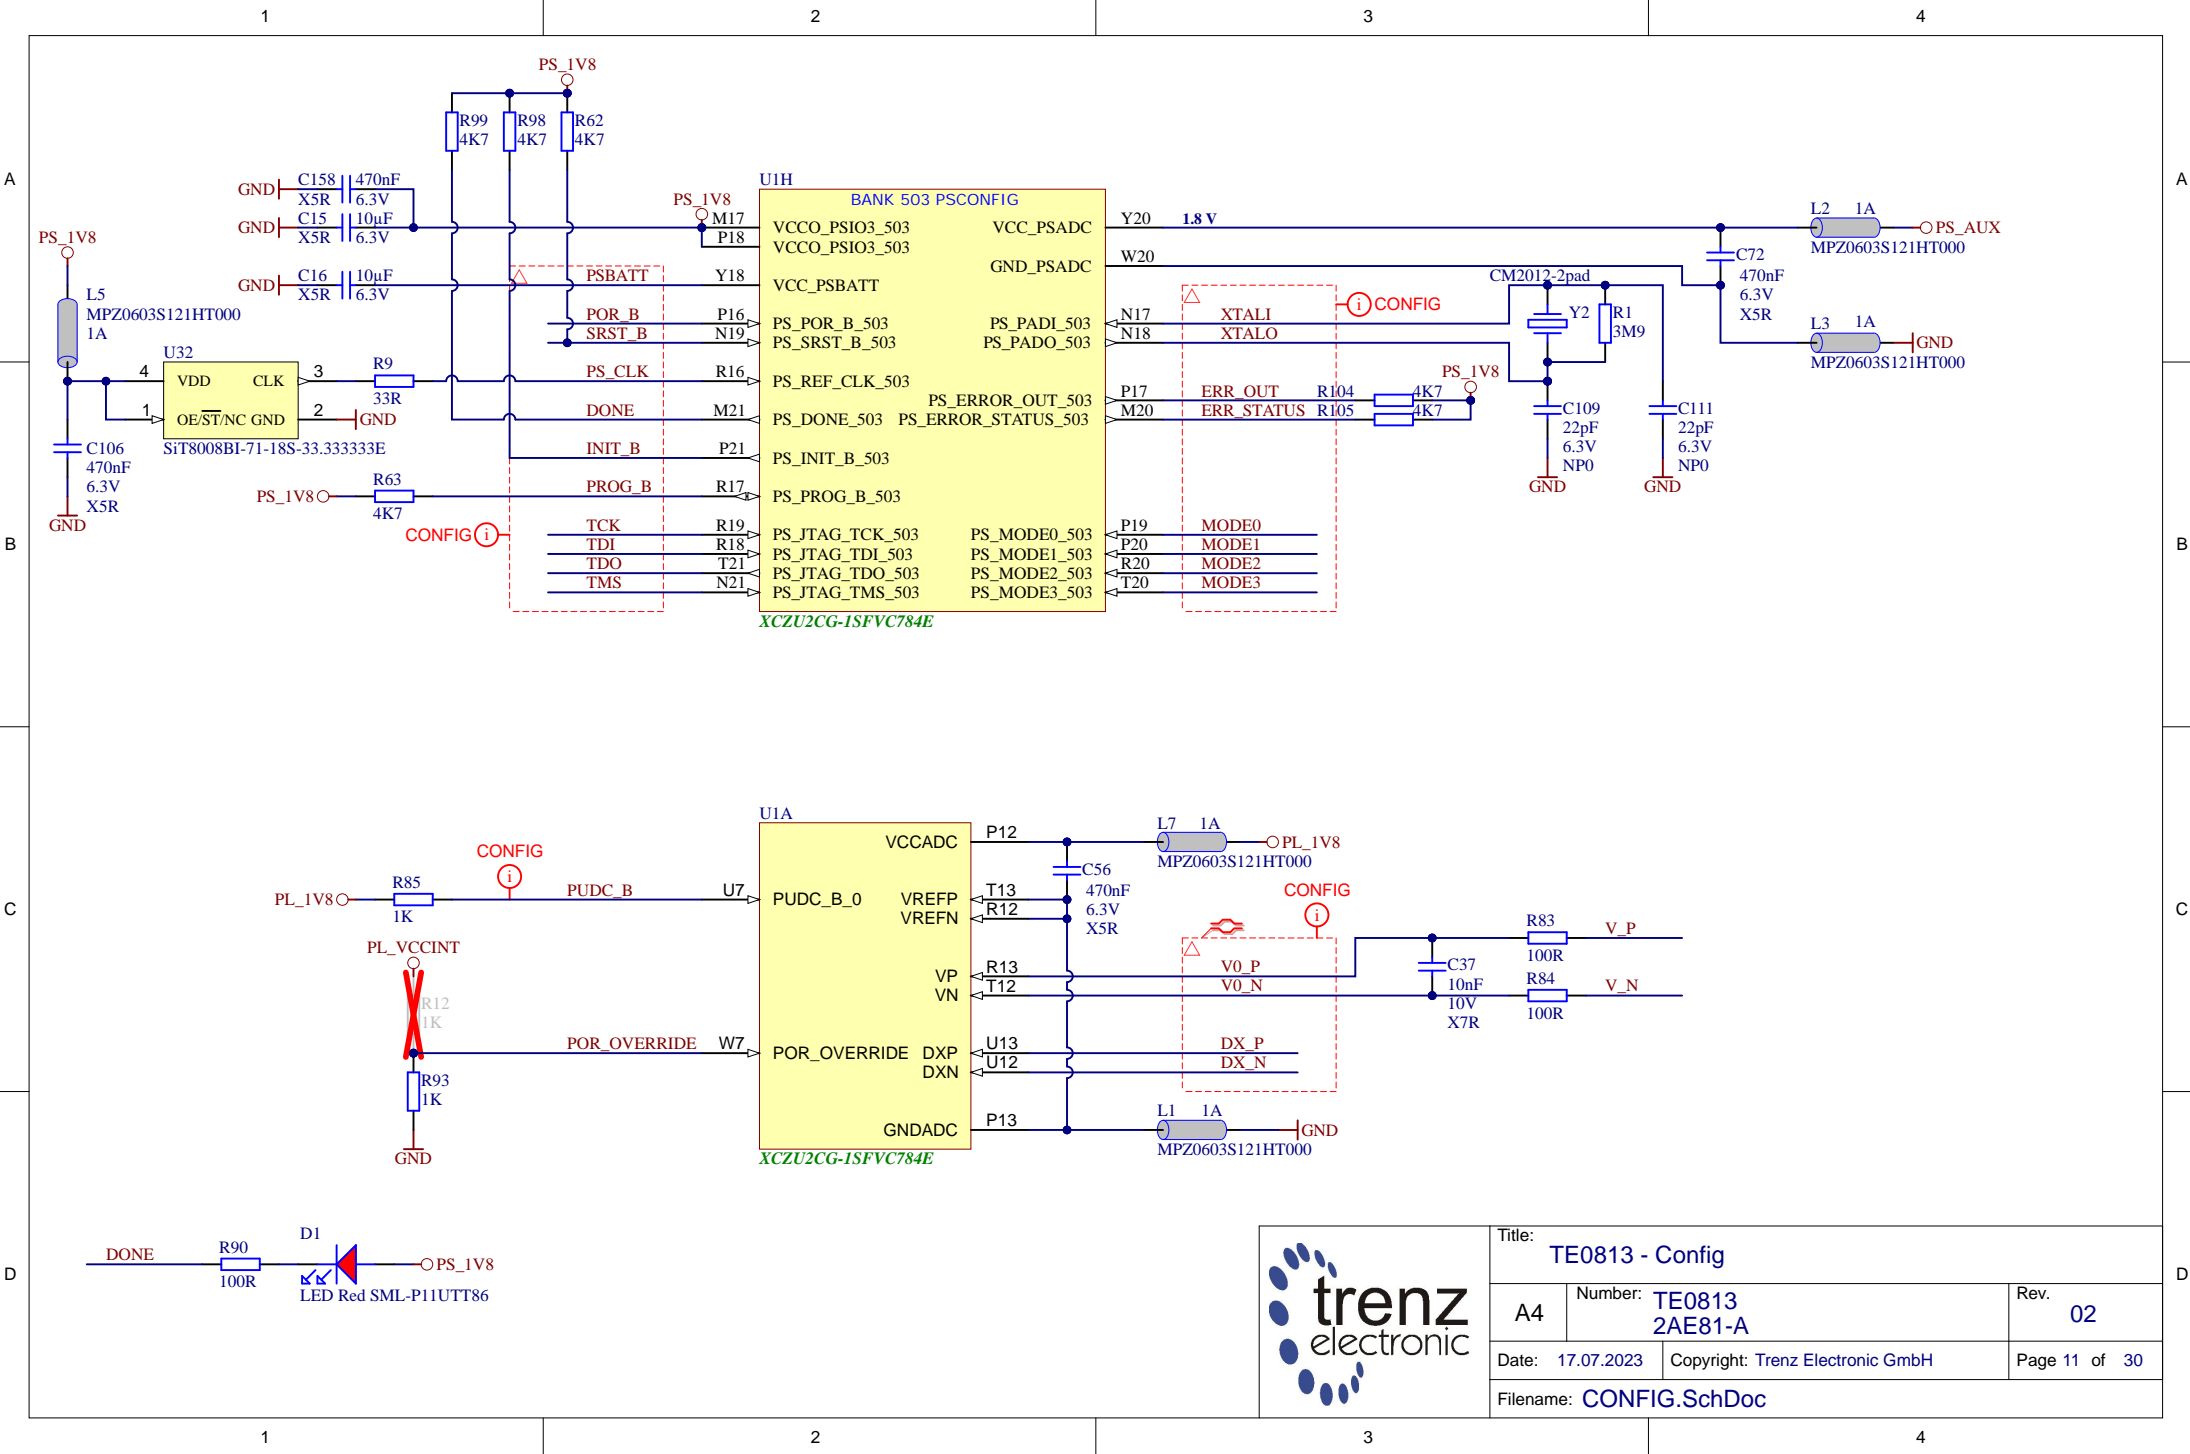 1 2 3 4
A
A
B
B
C
C
D
D
PS_1V8
R99
4K7
R98
4K7
R62
4K7
GND
C158
470nF
X5R
6.3V
GND
C15
10µF
X5R
6.3V
GND
C16
10µF
X5R
6.3V
PS_1V8
L5
MPZ0603S121HT000
1A
U32
4
VDD
CLK
3
1
OE/ST/NC
GND
2
GND
SiT8008BI-71-18S-33.333333E
R9
33R
C106
470nF
6.3V
X5R
GND
PS_1V8
R63
4K7
CONFIG
i
PSBATT
POR_B
SRST_B
PS_CLK
DONE
INIT_B
PROG_B
TCK
TDI
TDO
TMS
PS_1V8
U1H
BANK 503 PSCONFIG
M17
VCCO_PSIO3_503
P18
VCCO_PSIO3_503
Y18
VCC_PSBATT
P16
PS_POR_B_503
N19
PS_SRST_B_503
R16
PS_REF_CLK_503
M21
PS_DONE_503
P21
PS_INIT_B_503
R17
PS_PROG_B_503
R19
PS_JTAG_TCK_503
R18
PS_JTAG_TDI_503
T21
PS_JTAG_TDO_503
N21
PS_JTAG_TMS_503
VCC_PSADC
Y20
1.8 V
GND_PSADC
W20
PS_PADI_503
N17
XTALI
PS_PADO_503
N18
XTALO
PS_ERROR_OUT_503
P17
ERR_OUT
R104
4K7
PS_ERROR_STATUS_503
M20
ERR_STATUS
R105
4K7
PS_1V8
PS_MODE0_503
P19
MODE0
PS_MODE1_503
P20
MODE1
PS_MODE2_503
R20
MODE2
PS_MODE3_503
T20
MODE3
XCZU2CG-1SFVC784E
i
CONFIG
CM2012-2pad
Y2
R1
3M9
C109
22pF
6.3V
NP0
GND
C111
22pF
6.3V
NP0
GND
C72
470nF
6.3V
X5R
L2
1A
MPZ0603S121HT000
PS_AUX
L3
1A
MPZ0603S121HT000
GND
CONFIG
i
PL_1V8
R85
1K
PUDC_B
PL_VCCINT
R12
1K
POR_OVERRIDE
R93
1K
GND
U1A
U7
PUDC_B_0
W7
POR_OVERRIDE
VCCADC
P12
VREFP
T13
VREFN
R12
VP
R13
V0_P
VN
T12
V0_N
DXP
U13
DX_P
DXN
U12
DX_N
GNDADC
P13
XCZU2CG-1SFVC784E
L7
1A
MPZ0603S121HT000
PL_1V8
C56
470nF
6.3V
X5R
CONFIG
i
C37
10nF
10V
X7R
R83
100R
V_P
R84
100R
V_N
L1
1A
MPZ0603S121HT000
GND
DONE
R90
100R
D1
LED Red SML-P11UTT86
PS_1V8
trenz
electronic
Title:
TE0813 - Config
A4
Number:
TE0813
2AE81-A
Rev.
02
Date: 17.07.2023
Copyright: Trenz Electronic GmbH
Page 11 of 30
Filename: CONFIG.SchDoc
1 2 3 4